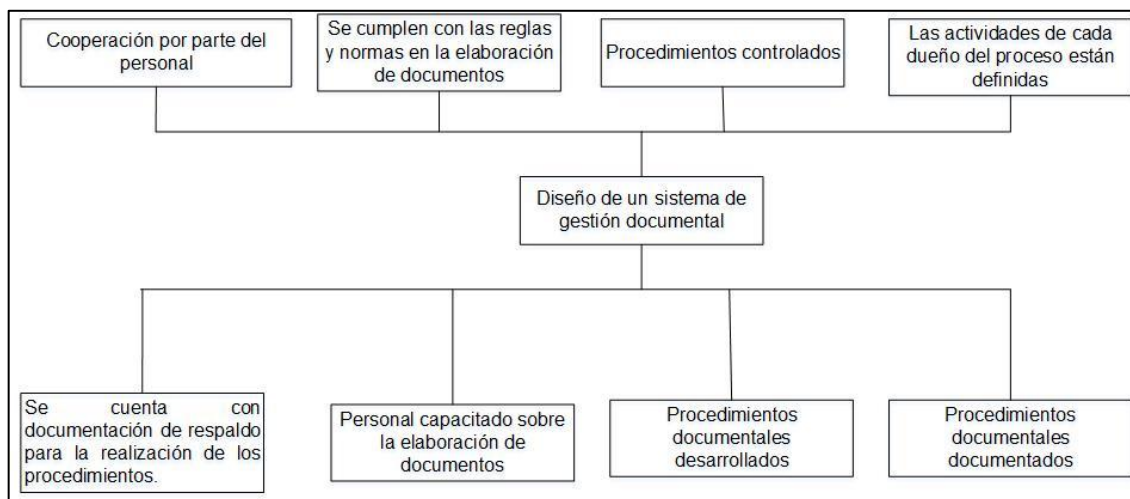 Cooperación por parte del
personal
Se cumplen con las reglas
y normas en la elaboración
de documentos
Procedimientos controlados
Las actividades de cada
dueño del proceso están
definidas
Diseño de un sistema de
gestión documental
Se cuenta con
documentación de respaldo
para la realización de los
procedimientos.
Personal capacitado sobre
la elaboración de
documentos
Procedimientos
documentales
desarrollados
Procedimientos
documentales
documentados